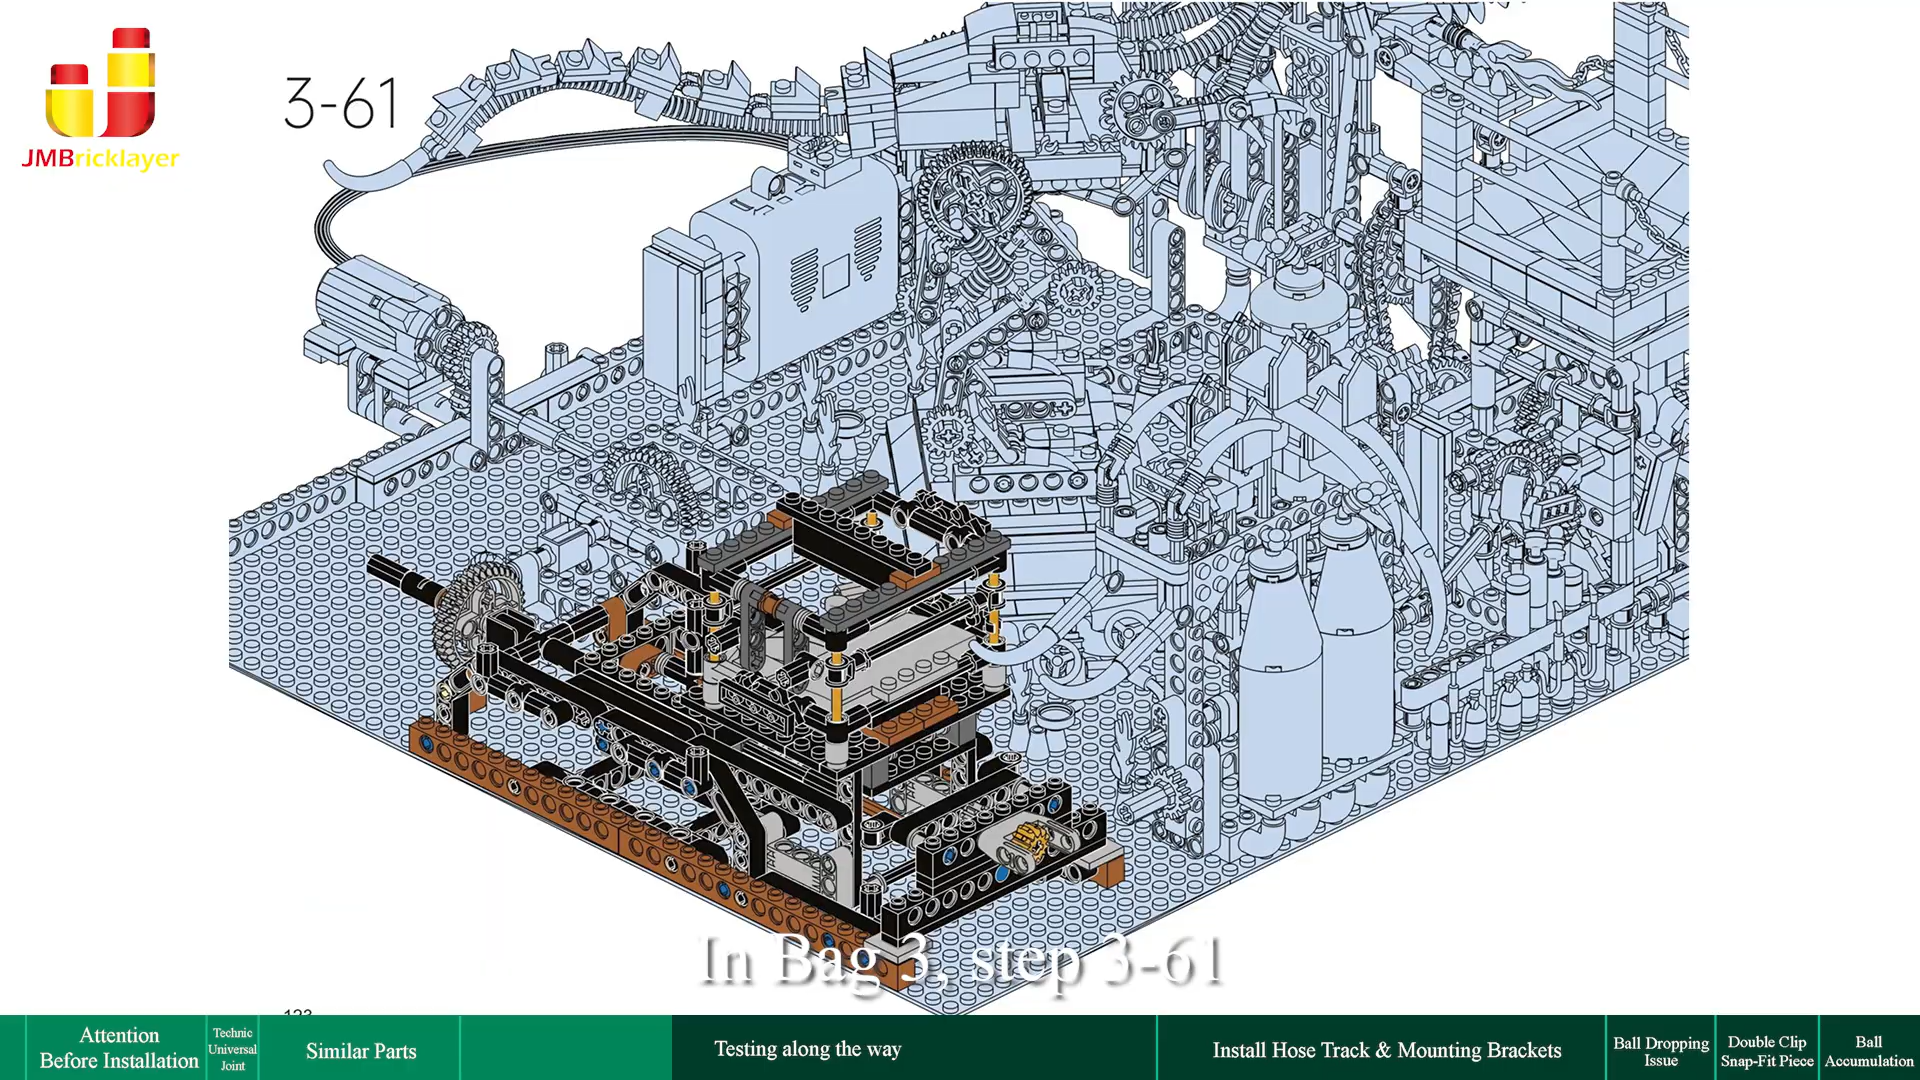 JMBricklayer
3-61
In Bag 3, step 3-61
123
Attention
Before Installation
Technic
Universal
Joint
Similar Parts
Testing along the way
Install Hose Track & Mounting Brackets
Ball Dropping
Issue
Double Clip
Snap-Fit Piece
Ball
Accumulation